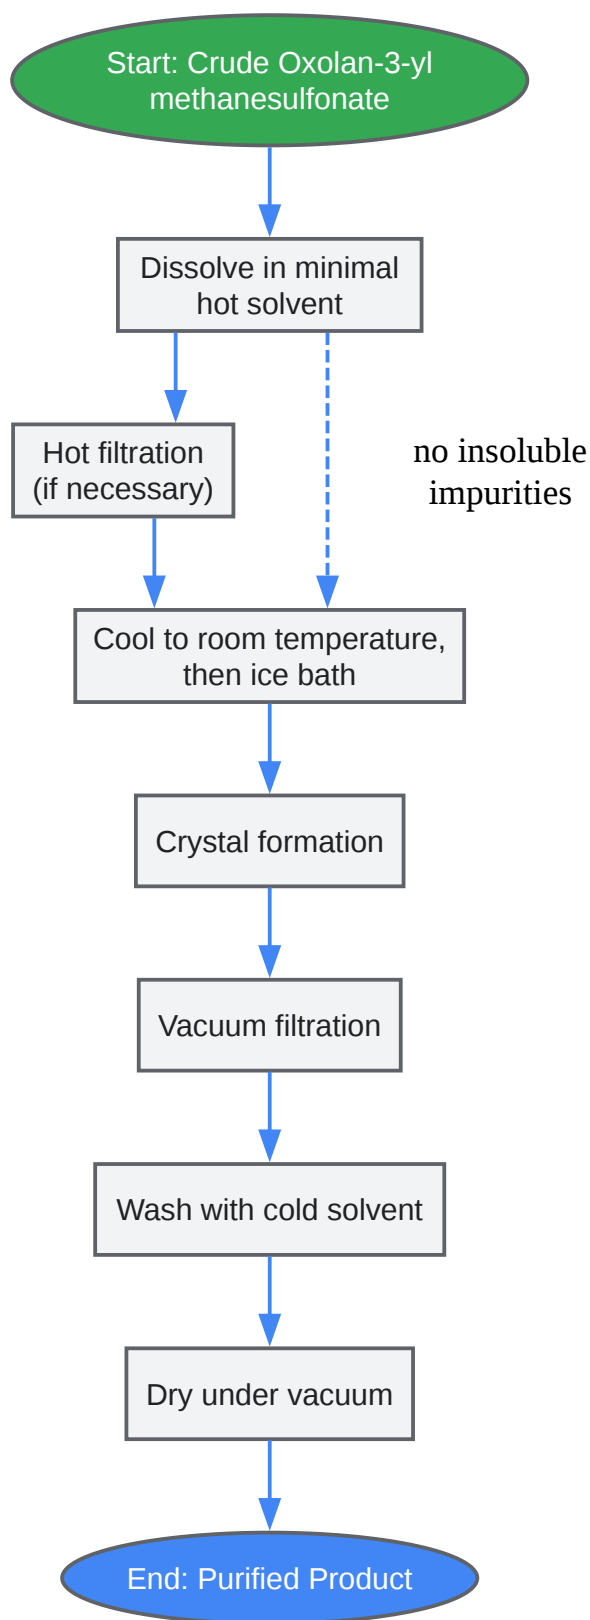 Start: Crude Oxolan-3-yl
methanesulfonate
Dissolve in minimal
hot solvent
Hot filtration
(if necessary)
no insoluble
impurities
Cool to room temperature,
then ice bath
Crystal formation
Vacuum filtration
Wash with cold solvent
Dry under vacuum
End: Purified Product